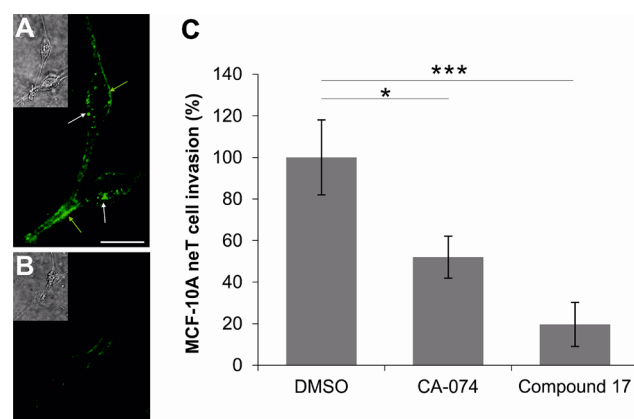 A
B
C
MCF-10A neT cell invasion (%)
140
120
100
80
60
40
20
0
***
*
DMSO CA-074 Compound 17